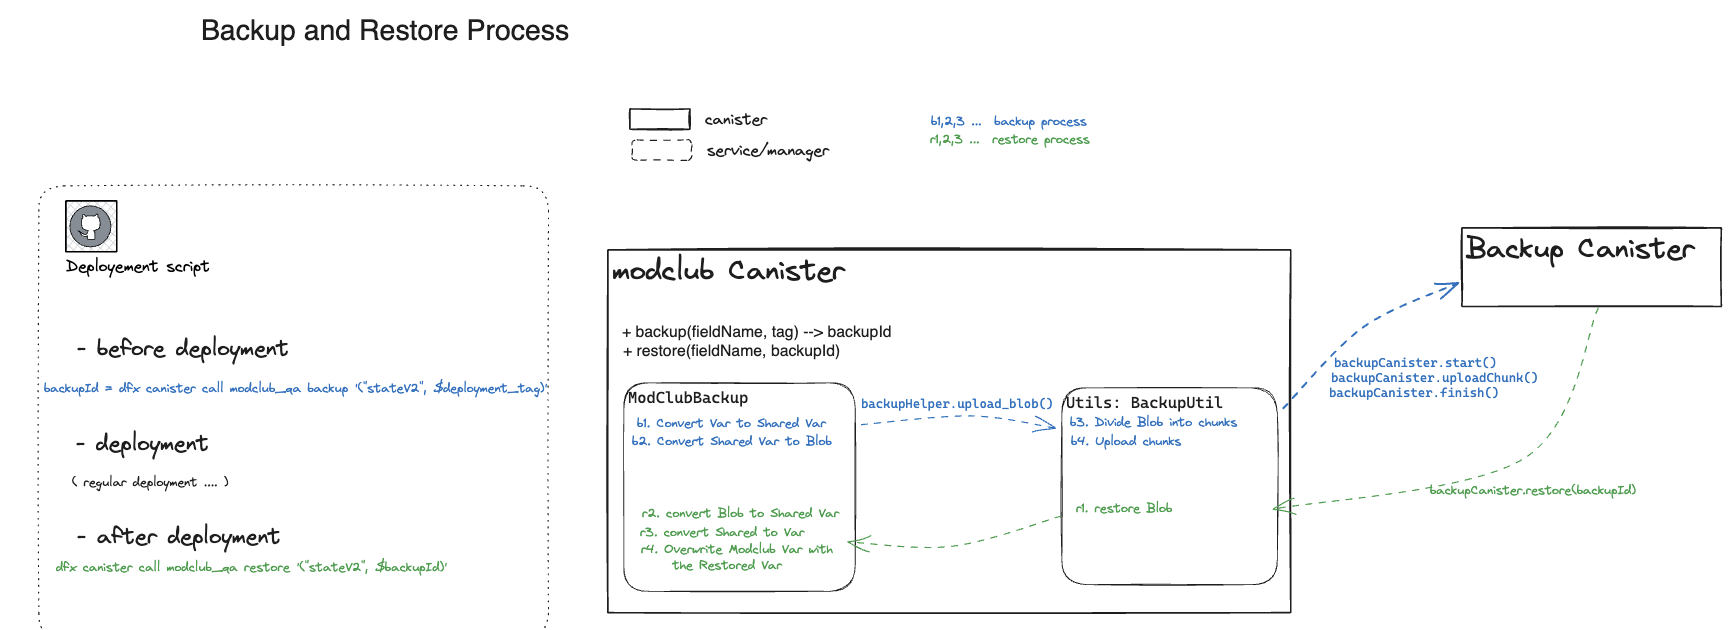 Backup and Restore Process
canister
service/manager
b1,2,3 ... backup process
r1,2,3 ... restore process
Deployement script
- before deployment
backupId = dfx canister call modclub_qa backup '("stateV2", $deployment_tag)'
- deployment
( regular deployment .... )
- after deployment
dfx canister call modclub_qa restore '("stateV2", $backupId)'
modclub Canister
+ backup(fieldName, tag) --> backupId
+ restore(fieldName, backupId)
ModClubBackup
b1. Convert Var to Shared Var
b2. Convert Shared Var to Blob
r2. convert Blob to Shared Var
r3. convert Shared to Var
r4. Overwrite Modclub Var with
the Restored Var
backupHelper.upload_blob()
Utils: BackupUtil
b3. Divide Blob into chunks
b4. Upload chunks
r1. restore Blob
Backup Canister
backupCanister.start()
backupCanister.uploadChunk()
backupCanister.finish()
backupCanister.restore(backupId)